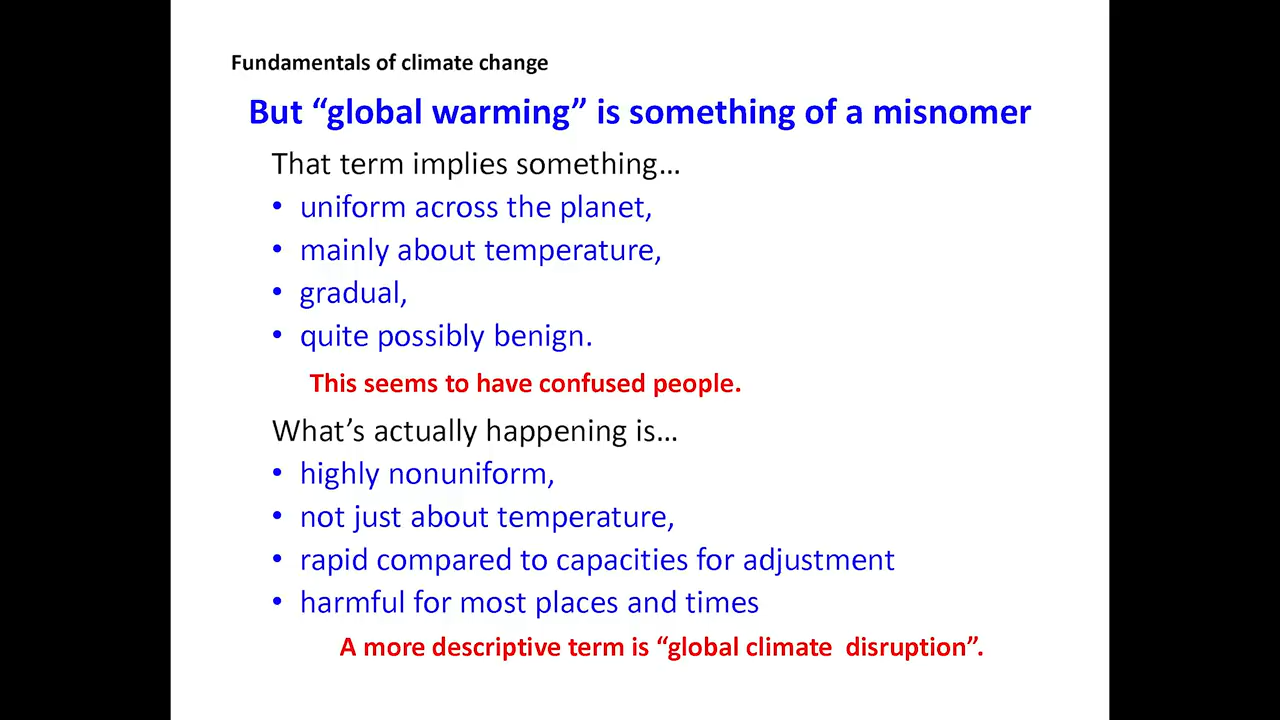 Fundamentals of climate change
But “global warming” is something of a misnomer
That term implies something…
• uniform across the planet,
• mainly about temperature,
• gradual,
• quite possibly benign.
This seems to have confused people.
What’s actually happening is…
• highly nonuniform,
• not just about temperature,
• rapid compared to capacities for adjustment
• harmful for most places and times
A more descriptive term is “global climate disruption”.